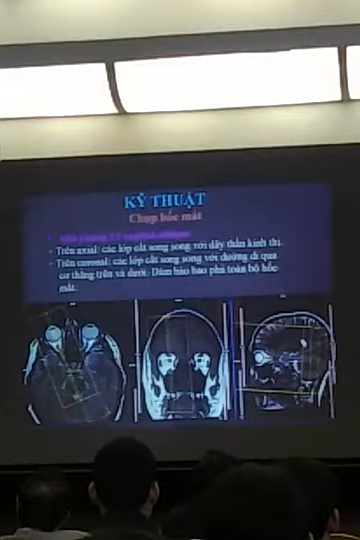 KỸ THUẬT
Chụp hốc mắt
- Trên axial: các lớp cắt song song với dây thần kinh thị.
- Trên coronal: các lớp cắt song song với đường đi qua
cơ thẳng trên và dưới. Đảm bảo bao phủ toàn bộ hốc
mắt.